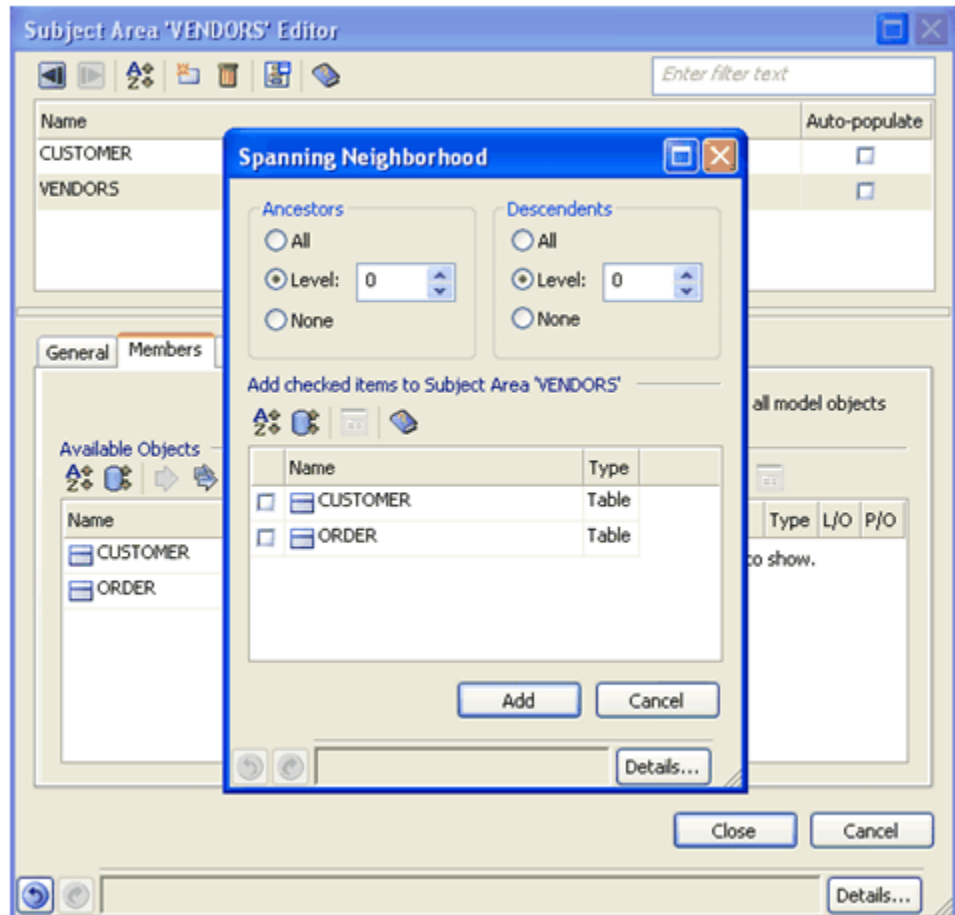 Subject Area 'VENDORS' Editor
Enter filter text
Name Auto-populate
CUSTOMER
VENDORS
General Members
all model objects
Available Objects
Name
CUSTOMER
ORDER
Type L/O P/O
to show.
Spanning Neighborhood
Ancestors
All
Level: 0
None
Descendents
All
Level: 0
None
Add checked items to Subject Area 'VENDORS'
Name Type
CUSTOMER Table
ORDER Table
Add Cancel
Details...
Close Cancel
Details...